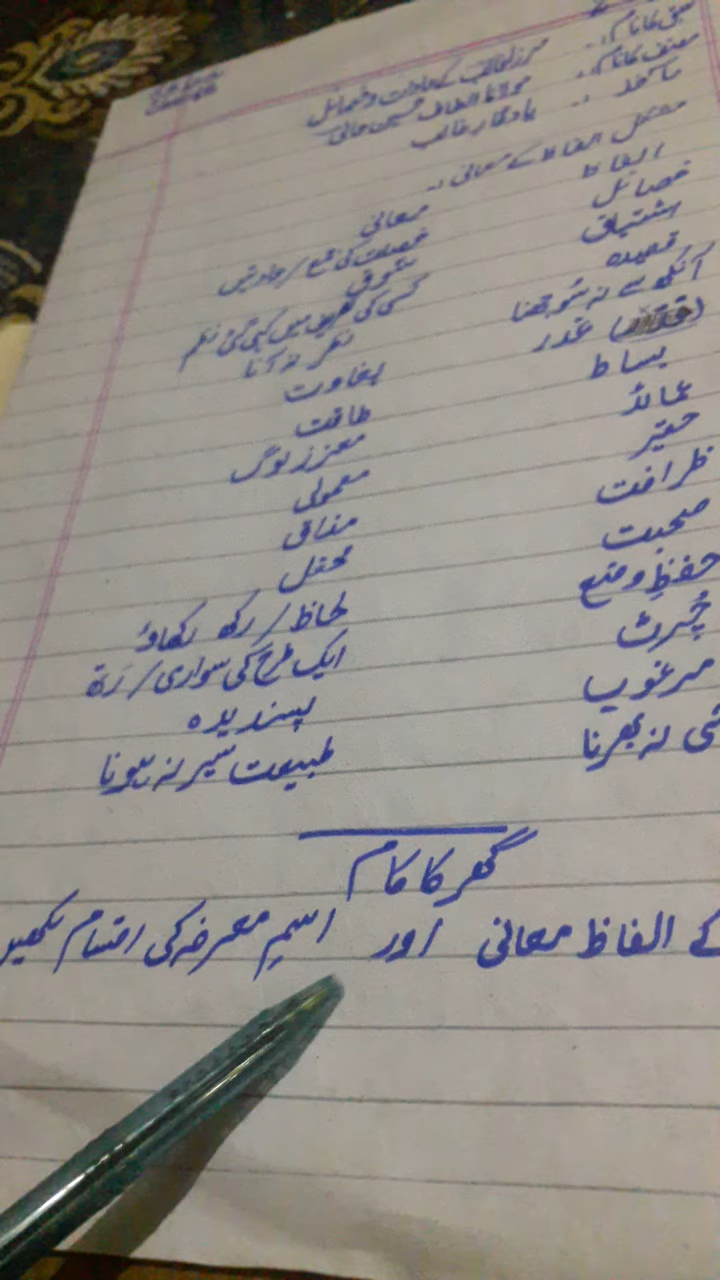 سبق کا نام :۔ مرزا غالب کے عادات و خصائل
مصنف کا نام :۔ مولانا الطاف حسین حالی
ماخذ :۔ یادگارِ غالب
مشکل الفاظ کے معانی :۔
الفاظ معانی
خصائل خصلت کی جمع / عادتیں
اشتیاق شوق
قصیدہ کسی کی تعریف میں کہی گئی نظم
آنکھ سے نہ سُوجھنا نظر نہ آنا
غدر بغاوت
بساط طاقت
عمائد معزز لوگ
حقیر معمولی
ظرافت مذاق
صحبت محفل
حفظِ وضع لحاظ / رکھ رکھاؤ
چُرٹ ایک طرح کی سواری /
مرغوب پسندیدہ
نہ بھرنا طبیعت سیر نہ ہونا
گھر کا کام
کے الفاظ معانی اور اسمِ معرفہ کی اقسام لکھیں